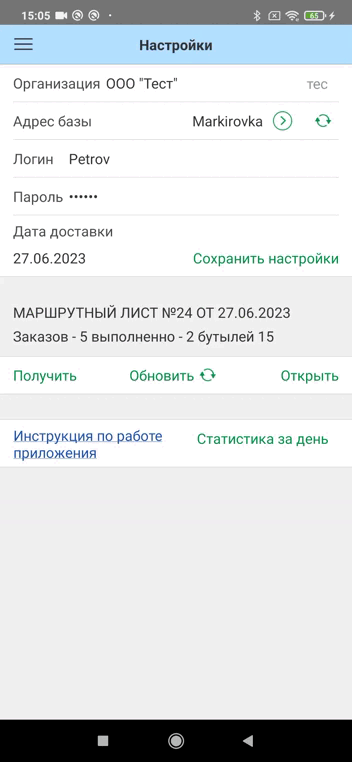 15:05
65
Настройки
Организация ООО "Тест" тес
Адрес базы Markirovka
Логин Petrov
Пароль ••••••
Дата доставки
27.06.2023 Сохранить настройки
МАРШРУТНЫЙ ЛИСТ №24 ОТ 27.06.2023
Заказов - 5 выполненно - 2 бутылей 15
Получить Обновить Открыть
Инструкция по работе Статистика за день
приложения